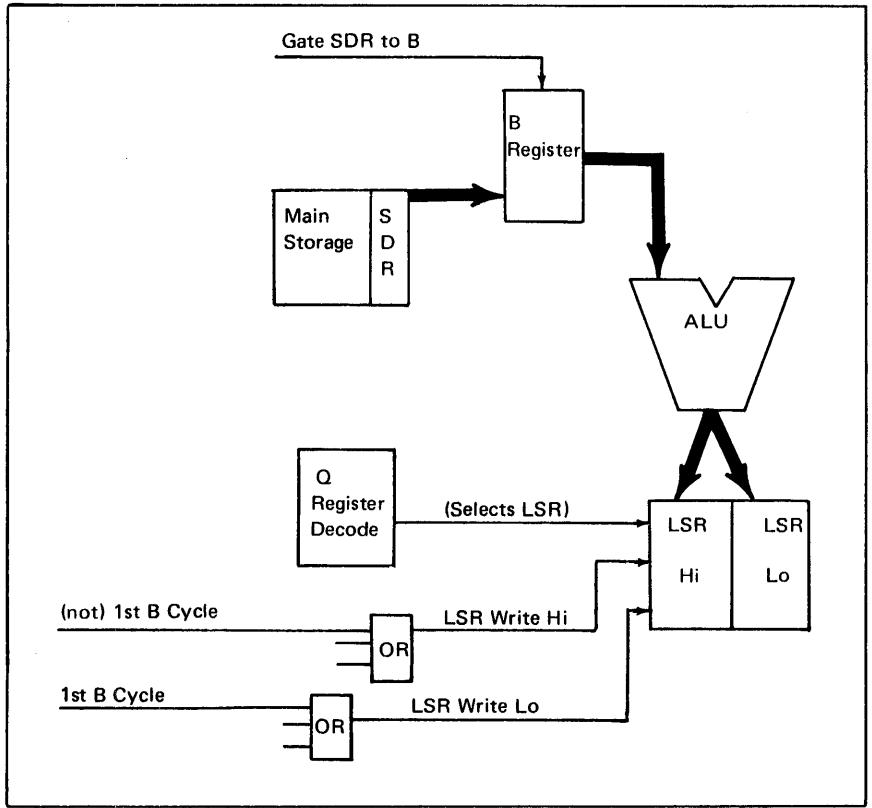 Gate SDR to B
B
Register
Main
Storage
S
D
R
ALU
Q
Register
Decode
(Selects LSR)
LSR
Hi
LSR
Lo
(not) 1st B Cycle
OR
LSR Write Hi
1st B Cycle
OR
LSR Write Lo